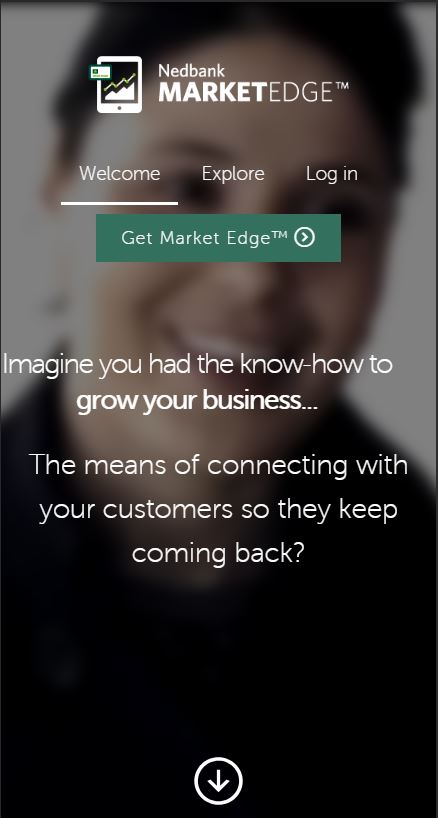 Nedbank
MARKETEDGE™
Welcome Explore Log in
Get Market Edge™
Imagine you had the know-how to
grow your business...
The means of connecting with
your customers so they keep
coming back?